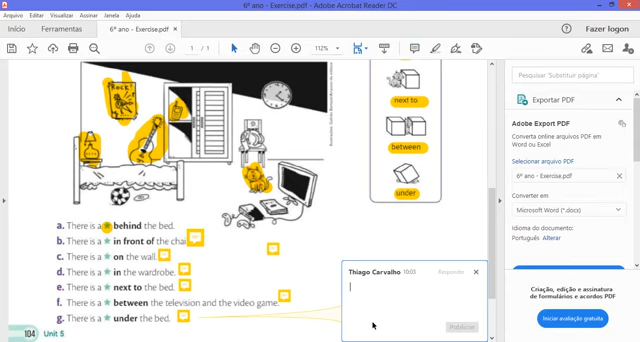 6º ano - Exercise.pdf - Adobe Acrobat Reader DC
Arquivo Editar Visualizar Assinar Janela Ajuda
Início Ferramentas 6º ano - Exercise.pdf × Fazer logon
1 / 1 112%
ROCK!
next to
between
under
a. There is a behind the bed.
b. There is a in front of the chai
c. There is a on the wall.
d. There is a in the wardrobe.
e. There is a next to the bed.
f. There is a between the television and the video game.
g. There is a under the bed.
104 Unit 5
Thiago Carvalho 10:03 Responda
Publicar
Pesquisar 'Substituir página'
Exportar PDF
Adobe Export PDF
Converta online arquivos PDF em
Word ou Excel
Selecionar arquivo PDF
6º ano - Exercise.pdf
Converter em
Microsoft Word (*.docx)
Idioma do documento:
Português Alterar
Criação, edição e assinatura
de formulários e acordos PDF
Iniciar avaliação gratuita